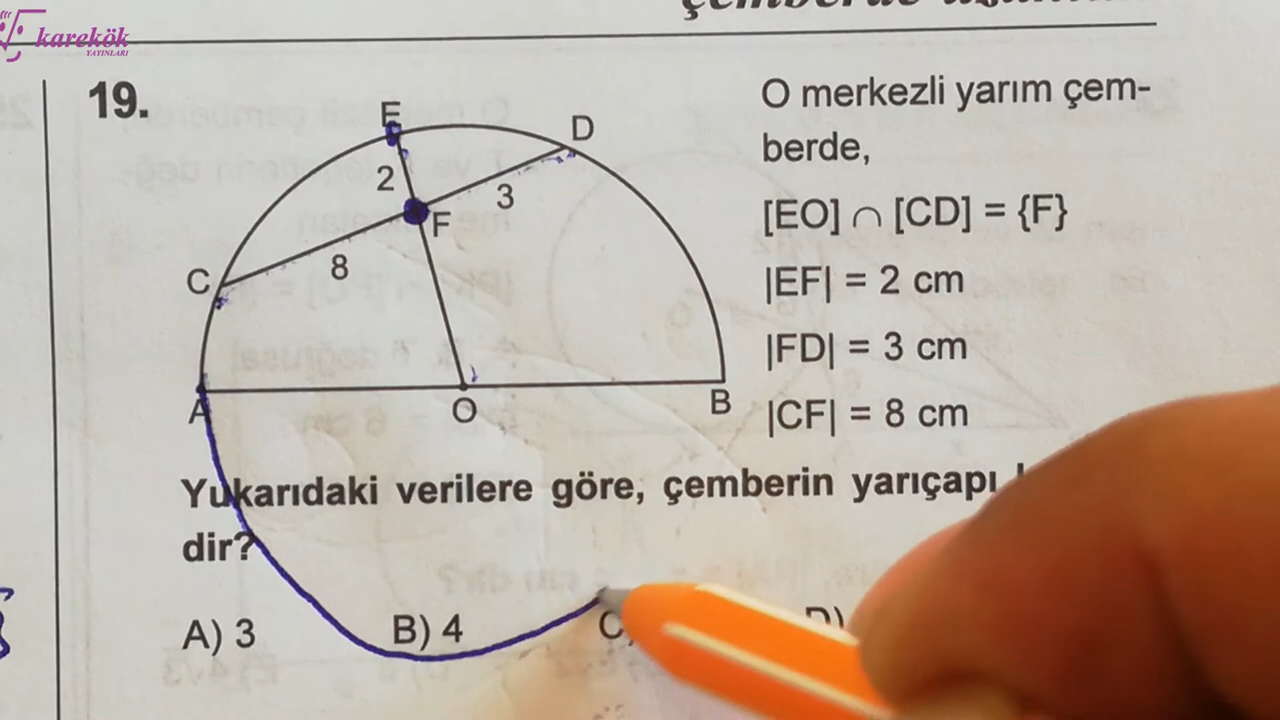 karekök
YAYINLARI
19.
O merkezli yarım çem-
berde,
[EO] ∩ [CD] = {F}
|EF| = 2 cm
|FD| = 3 cm
|CF| = 8 cm
E
D
2
3
F
C
8
A
O
B
Yukarıdaki verilere göre, çemberin yarıçapı
dir?
A) 3 B) 4 C) D)